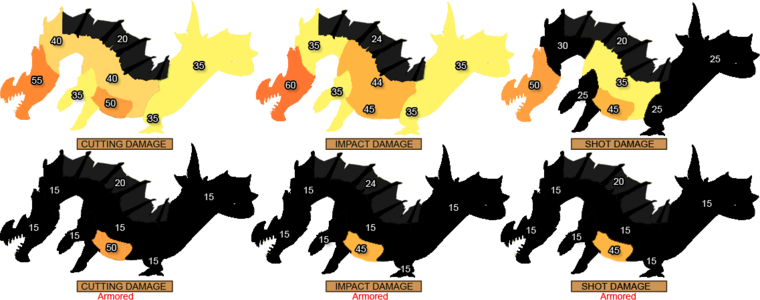 40 20 35
55 40
35 50 35
CUTTING DAMAGE
35 24 35
60 44
35 45 35
IMPACT DAMAGE
30 20 25
50 35
25 45 25
SHOT DAMAGE
15 20 15
15 15
15 50 15
CUTTING DAMAGE
Armored
15 24 15
15 15
15 45 15
IMPACT DAMAGE
Armored
15 20 15
15 15
15 45 15
SHOT DAMAGE
Armored